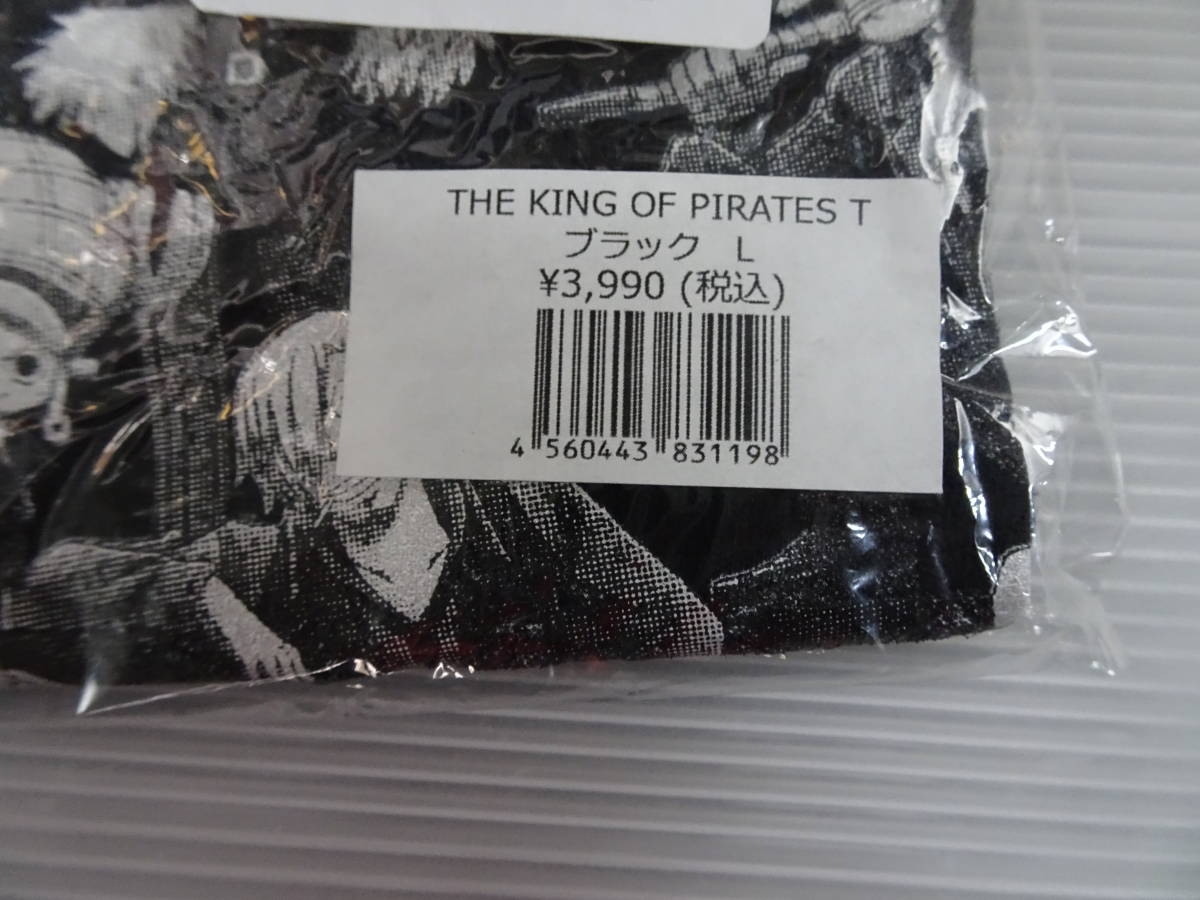 THE KING OF PIRATES T
ブラック　L
¥3,990 (税込)
4 560443 831198